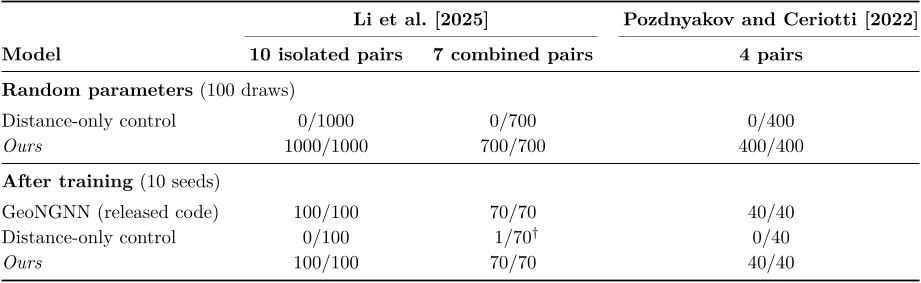 Li et al. [2025] Pozdnyakov and Ceriotti [2022]
Model 10 isolated pairs 7 combined pairs 4 pairs
Random parameters (100 draws)
Distance-only control 0/1000 0/700 0/400
Ours 1000/1000 700/700 400/400
After training (10 seeds)
GeoNGNN (released code) 100/100 70/70 40/40
Distance-only control 0/100 1/70† 0/40
Ours 100/100 70/70 40/40